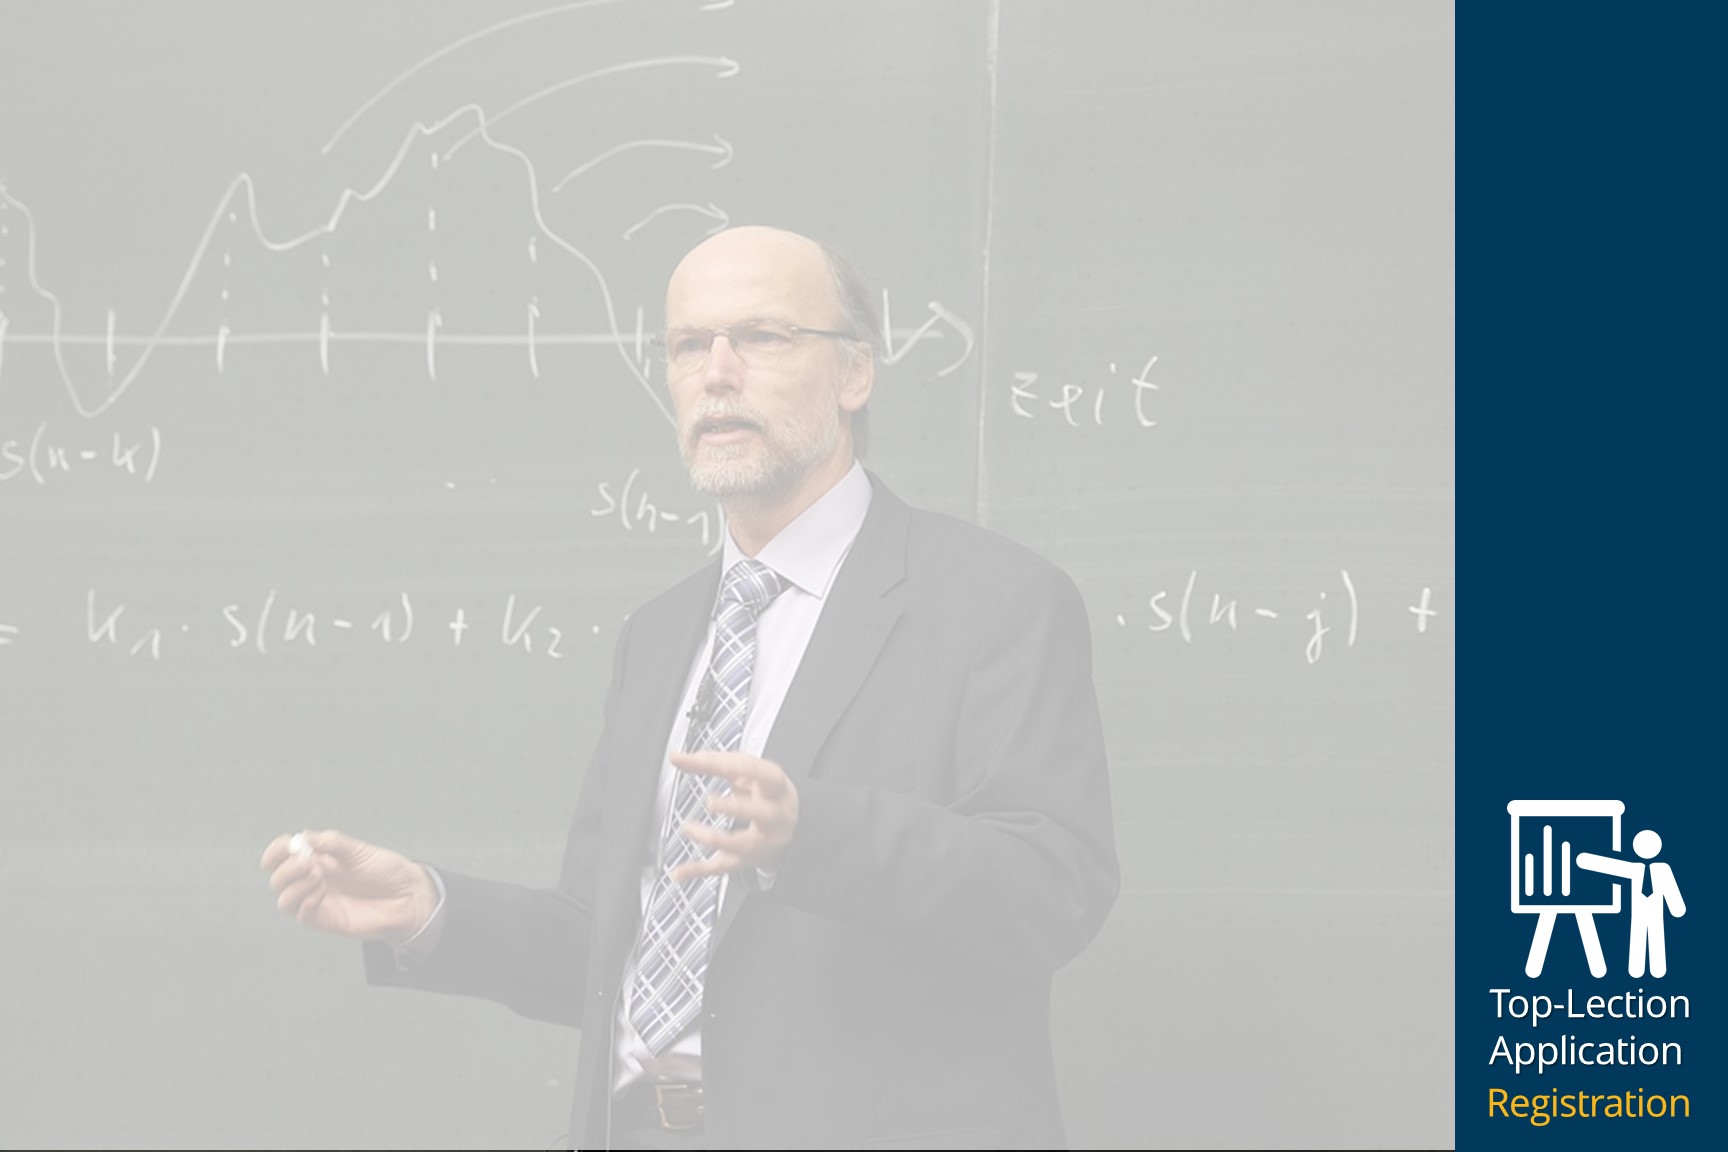 Zeit
s(n-k)
. .
s(n-1)
= k₁ · s(n-1) + k₂ ·
· s(n-j) +
Top-Lection
Application
Registration